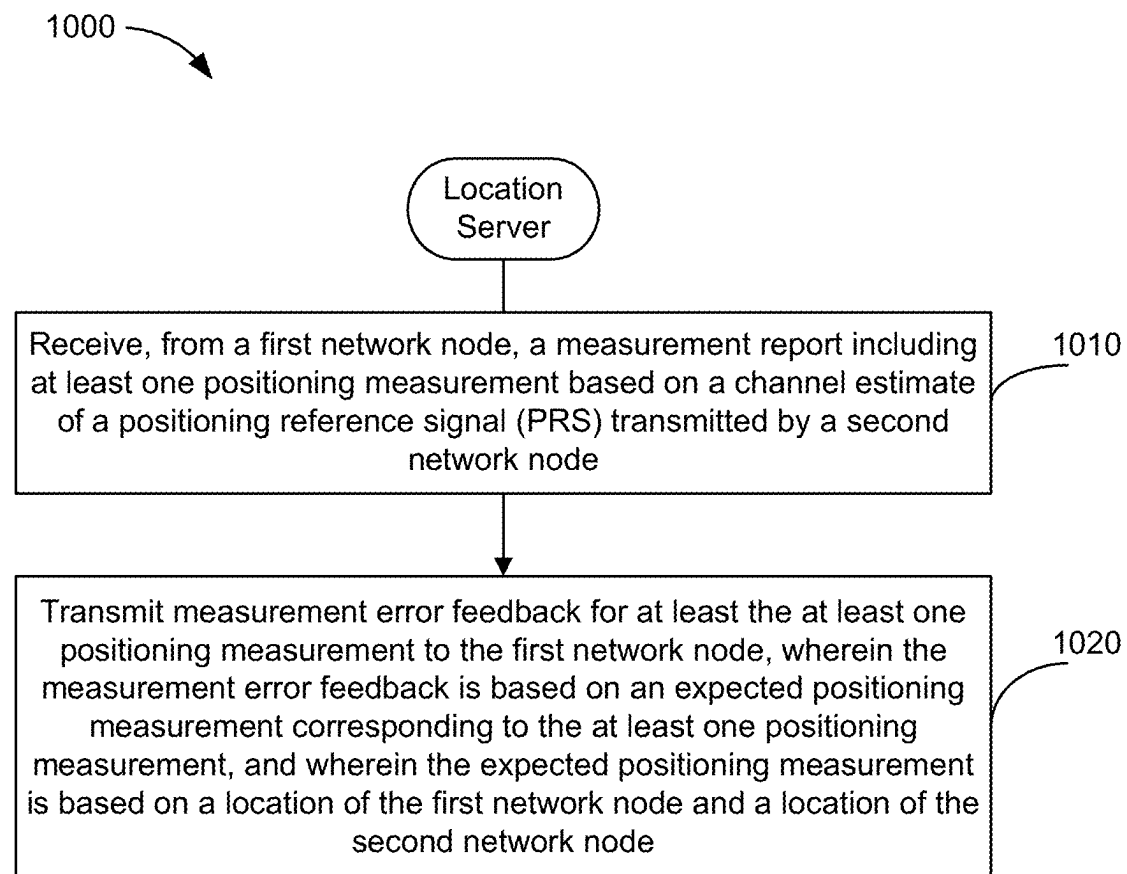 1000
Location
Server
Receive, from a first network node, a measurement report including
at least one positioning measurement based on a channel estimate
of a positioning reference signal (PRS) transmitted by a second
network node
1010
Transmit measurement error feedback for at least the at least one
positioning measurement to the first network node, wherein the
measurement error feedback is based on an expected positioning
measurement corresponding to the at least one positioning
measurement, and wherein the expected positioning measurement
is based on a location of the first network node and a location of the
second network node
1020